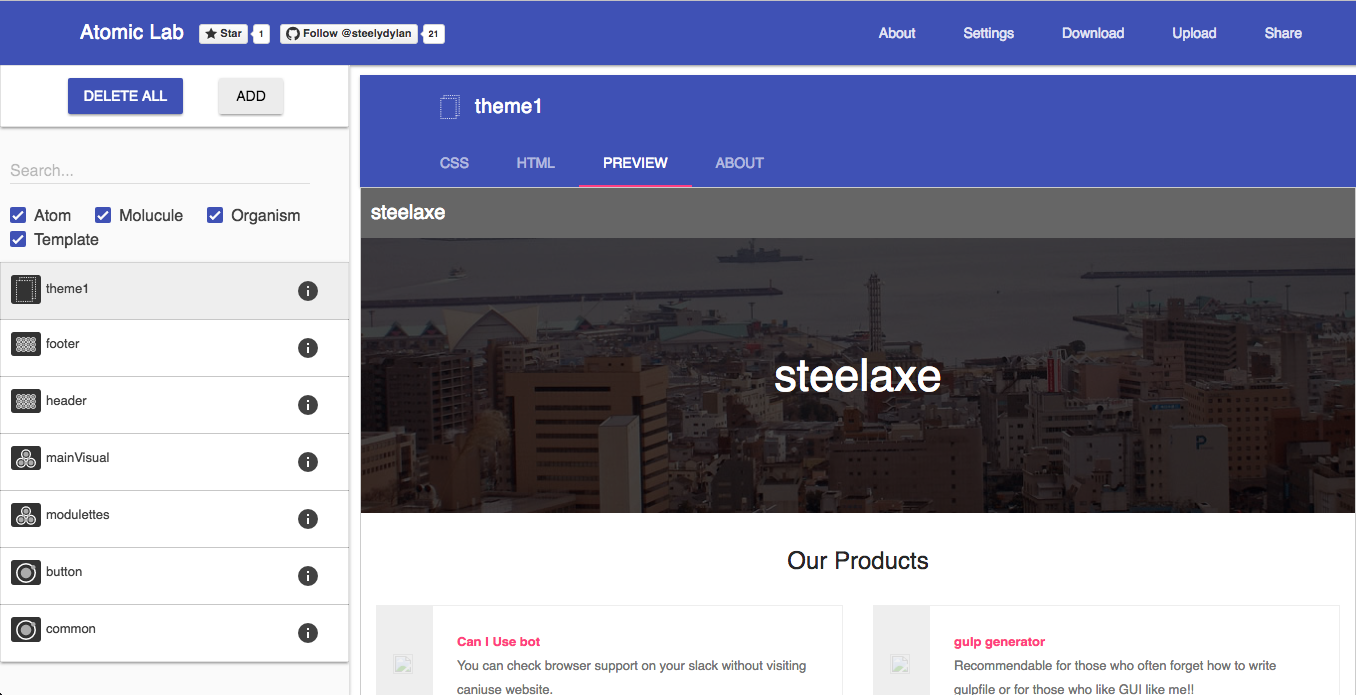 Atomic Lab
Star
1
Follow @steelydylan
21
About
Settings
Download
Upload
Share
DELETE ALL
ADD
Search...
Atom
Molucule
Organism
Template
theme1
footer
header
mainVisual
modulettes
button
common
theme1
CSS
HTML
PREVIEW
ABOUT
steelaxe
steelaxe
P
Our Products
Can I Use bot
You can check browser support on your slack without visiting
caniuse website.
gulp generator
Recommendable for those who often forget how to write
gulpfile or for those who like GUI like me!!